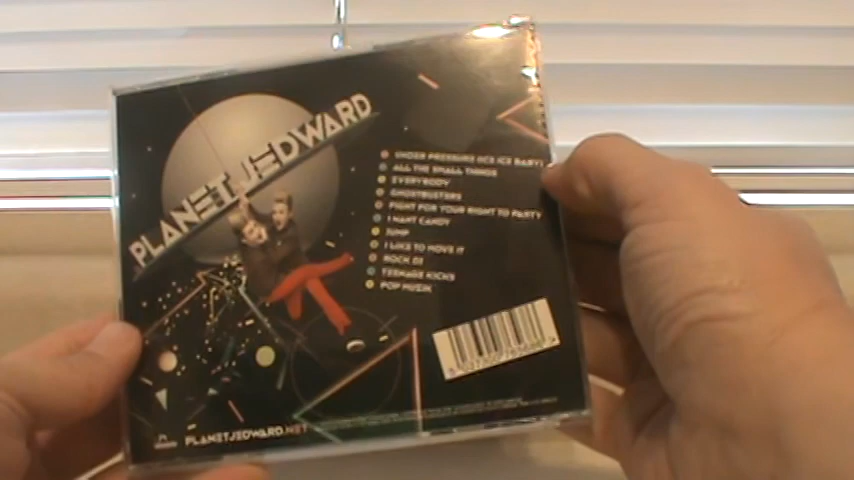 PLANET JEDWARD
UNDER PRESSURE (ICE ICE BABY)
ALL THE SMALL THINGS
EVERYBODY
GHOSTBUSTERS
FIGHT FOR YOUR RIGHT TO PARTY
I WANT CANDY
JUMP
I LIKE TO MOVE IT
ROCK DJ
TEENAGE KICKS
POP MUZIK
PLANETJEDWARD.NET